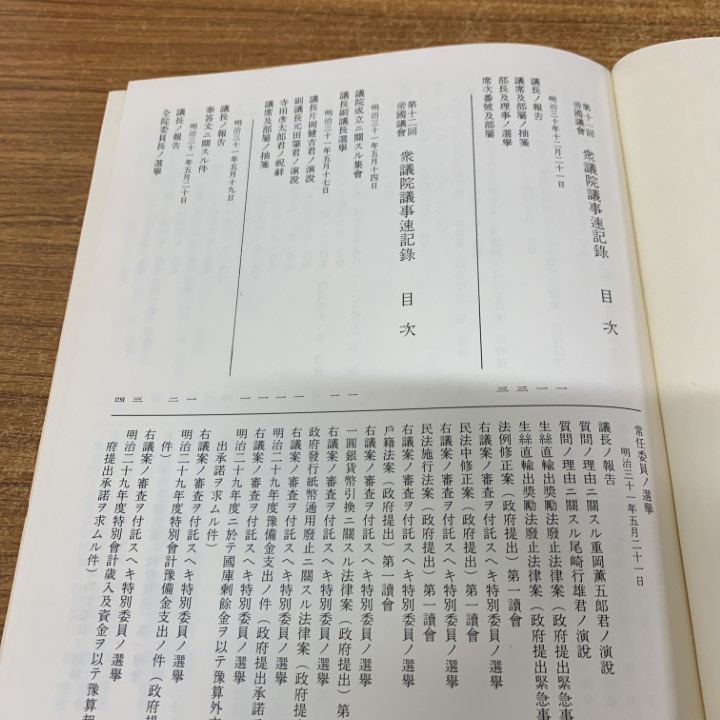 第十一回
帝國議會 衆議院議事速記錄 目次
明治三十年十二月二十一日
議長ノ報告
議席及部屬ノ抽籤 一
部長及理事ノ選擧 一
席次番號及部屬 三
第十二回
帝國議會 衆議院議事速記錄 目次
明治三十一年五月十四日
議院成立ニ關スル集會 一
議長副議長選擧 一
明治三十一年五月十七日
議長片岡健吉君ノ演說 一
副議長元田肇君ノ演說 一
寺田彥太郎君ノ祝辭 一
議席及部屬ノ抽籤 一
明治三十一年五月十九日
議長ノ報告 一
奉答文ニ關スル件 二
明治三十一年五月二十日
議長ノ報告 三
全院委員長ノ選擧 四
常任委員ノ選擧
明治三十一年五月二十一日
議長ノ報告
質問ノ理由ニ關スル重岡薫五郎君ノ演說
質問ノ理由ニ關スル尾崎行雄君ノ演說
生絲直輸出奬勵法廢止法律案（政府提出緊急事
生絲直輸出奬勵法廢止法律案（政府提出緊急事
法例修正案（政府提出）第一讀會
右議案ノ審査ヲ付託スヘキ特別委員ノ選擧
民法中修正案（政府提出）第一讀會
民法施行法案（政府提出）第一讀會
右議案ノ審査ヲ付託スヘキ特別委員ノ選擧
戶籍法案（政府提出）第一讀會
右議案ノ審査ヲ付託スヘキ特別委員ノ選擧
一圓銀貨幣引換ニ關スル法律案（政府提出）第
右議案ノ審査ヲ付託スヘキ特別委員ノ選擧
政府發行紙幣通用廢止ニ關スル法律案（政府提
右議案ノ審査ヲ付託スヘキ特別委員ノ選擧
明治二十九年度豫備金支出ノ件（政府提出承諾
右議案ノ審査ヲ付託スヘキ特別委員ノ選擧
明治二十九年度ニ於テ國庫剩餘金ヲ以テ豫算外
出承諾ヲ求ムル件）
右議案ノ審査ヲ付託スヘキ特別委員ノ選擧
明治二十九年度特別會計豫備金支出ノ件（政府
件）
右議案ノ審査ヲ付託スヘキ特別委員ノ選擧
明治二十九年度特別會計歲入及資金ヲ以テ豫算
府提出承諾ヲ求ムル件）